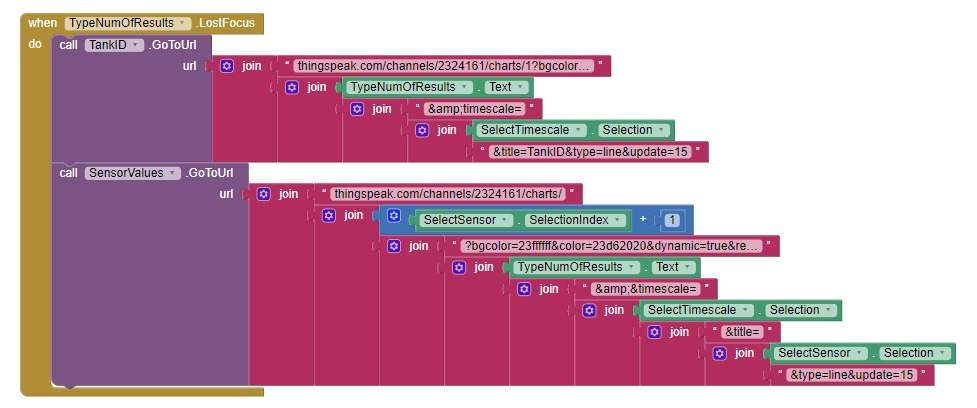 when TypeNumOfResults .LostFocus
do call TankID .GoToUrl
url join " thingspeak.com/channels/2324161/charts/1?bgcolor... "
join TypeNumOfResults . Text
join " &amp;timescale= "
join SelectTimescale . Selection
" &title=TankID&type=line&update=15 "
call SensorValues .GoToUrl
url join " thingspeak.com/channels/2324161/charts/ "
join SelectSensor . SelectionIndex + 1
join " ?bgcolor=23ffffff&color=23d62020&dynamic=true&re... "
join TypeNumOfResults . Text
join " &amp;&timescale= "
join SelectTimescale . Selection
join " &title= "
join SelectSensor . Selection
" &type=line&update=15 "